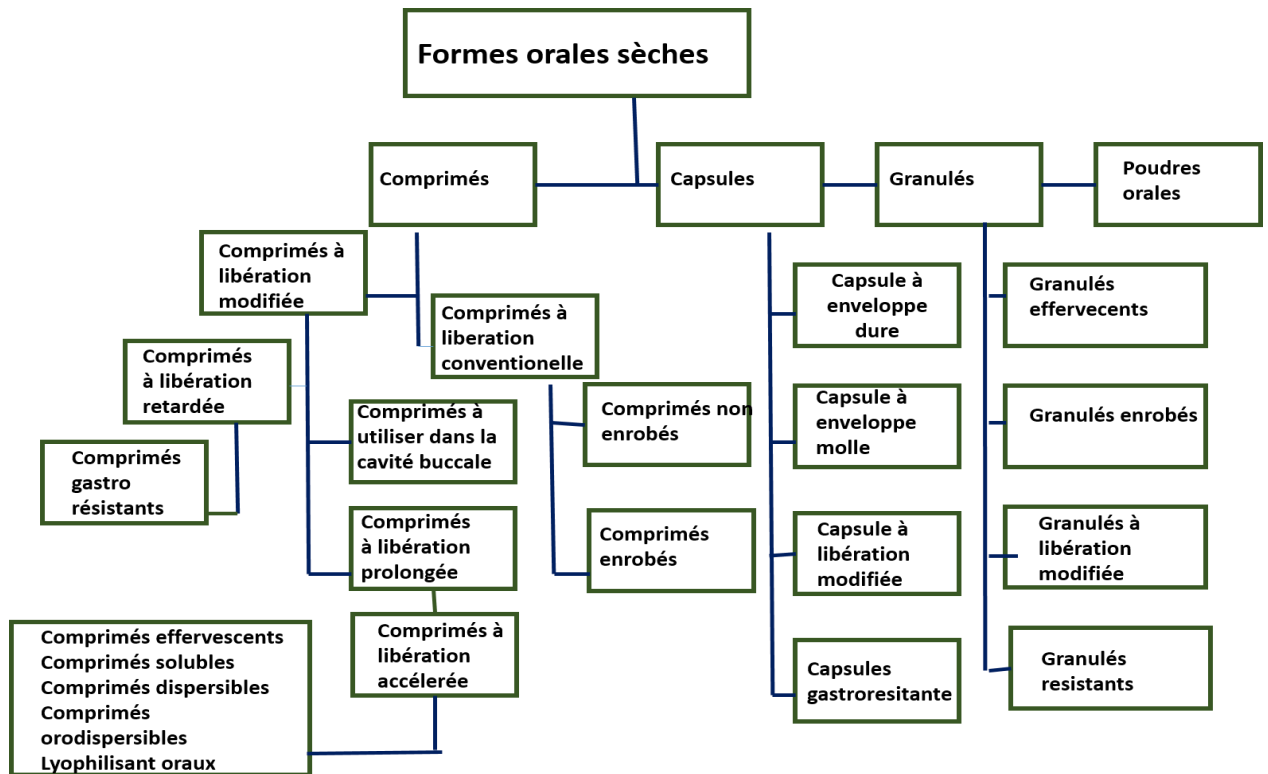 Formes orales sèches
Comprimés
Capsules
Granulés
Poudres
orales
Comprimés à
libération
modifiée
Comprimés à
liberation
conventionelle
Capsule à
enveloppe
dure
Granulés
effervecents
Comprimés
à libération
retardée
Comprimés à
utiliser dans la
cavité buccale
Comprimés non
enrobés
Capsule à
enveloppe
molle
Granulés enrobés
Comprimés
gastro
résistants
Comprimés
à libération
prolongée
Comprimés
enrobés
Capsule à
libération
modifiée
Granulés à
libération
modifiée
Comprimés effervescents
Comprimés solubles
Comprimés dispersibles
Comprimés
orodispersibles
Lyophilisant oraux
Comprimés à
libération
accélerée
Capsules
gastroresitante
Granulés
resistants